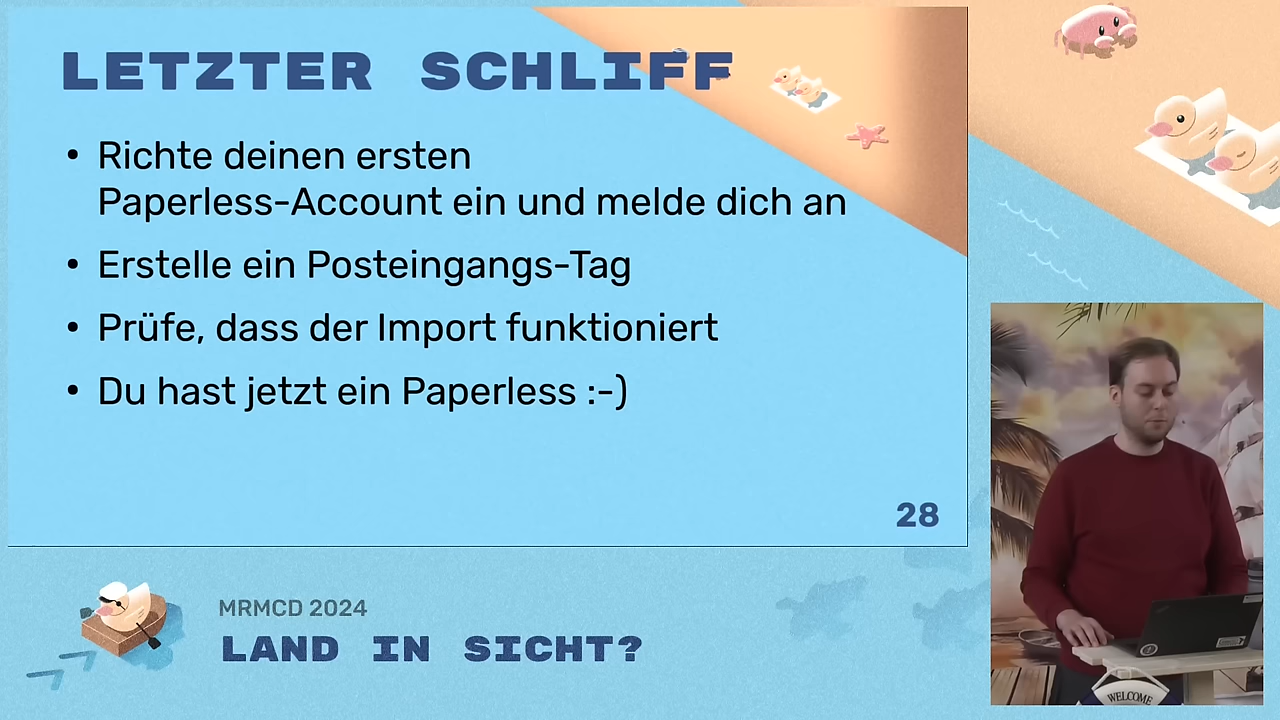 LETZTER SCHLIFF
• Richte deinen ersten
Paperless-Account ein und melde dich an
• Erstelle ein Posteingangs-Tag
• Prüfe, dass der Import funktioniert
• Du hast jetzt ein Paperless :-)
28
MRMCD 2024
LAND IN SICHT?
WELCOME